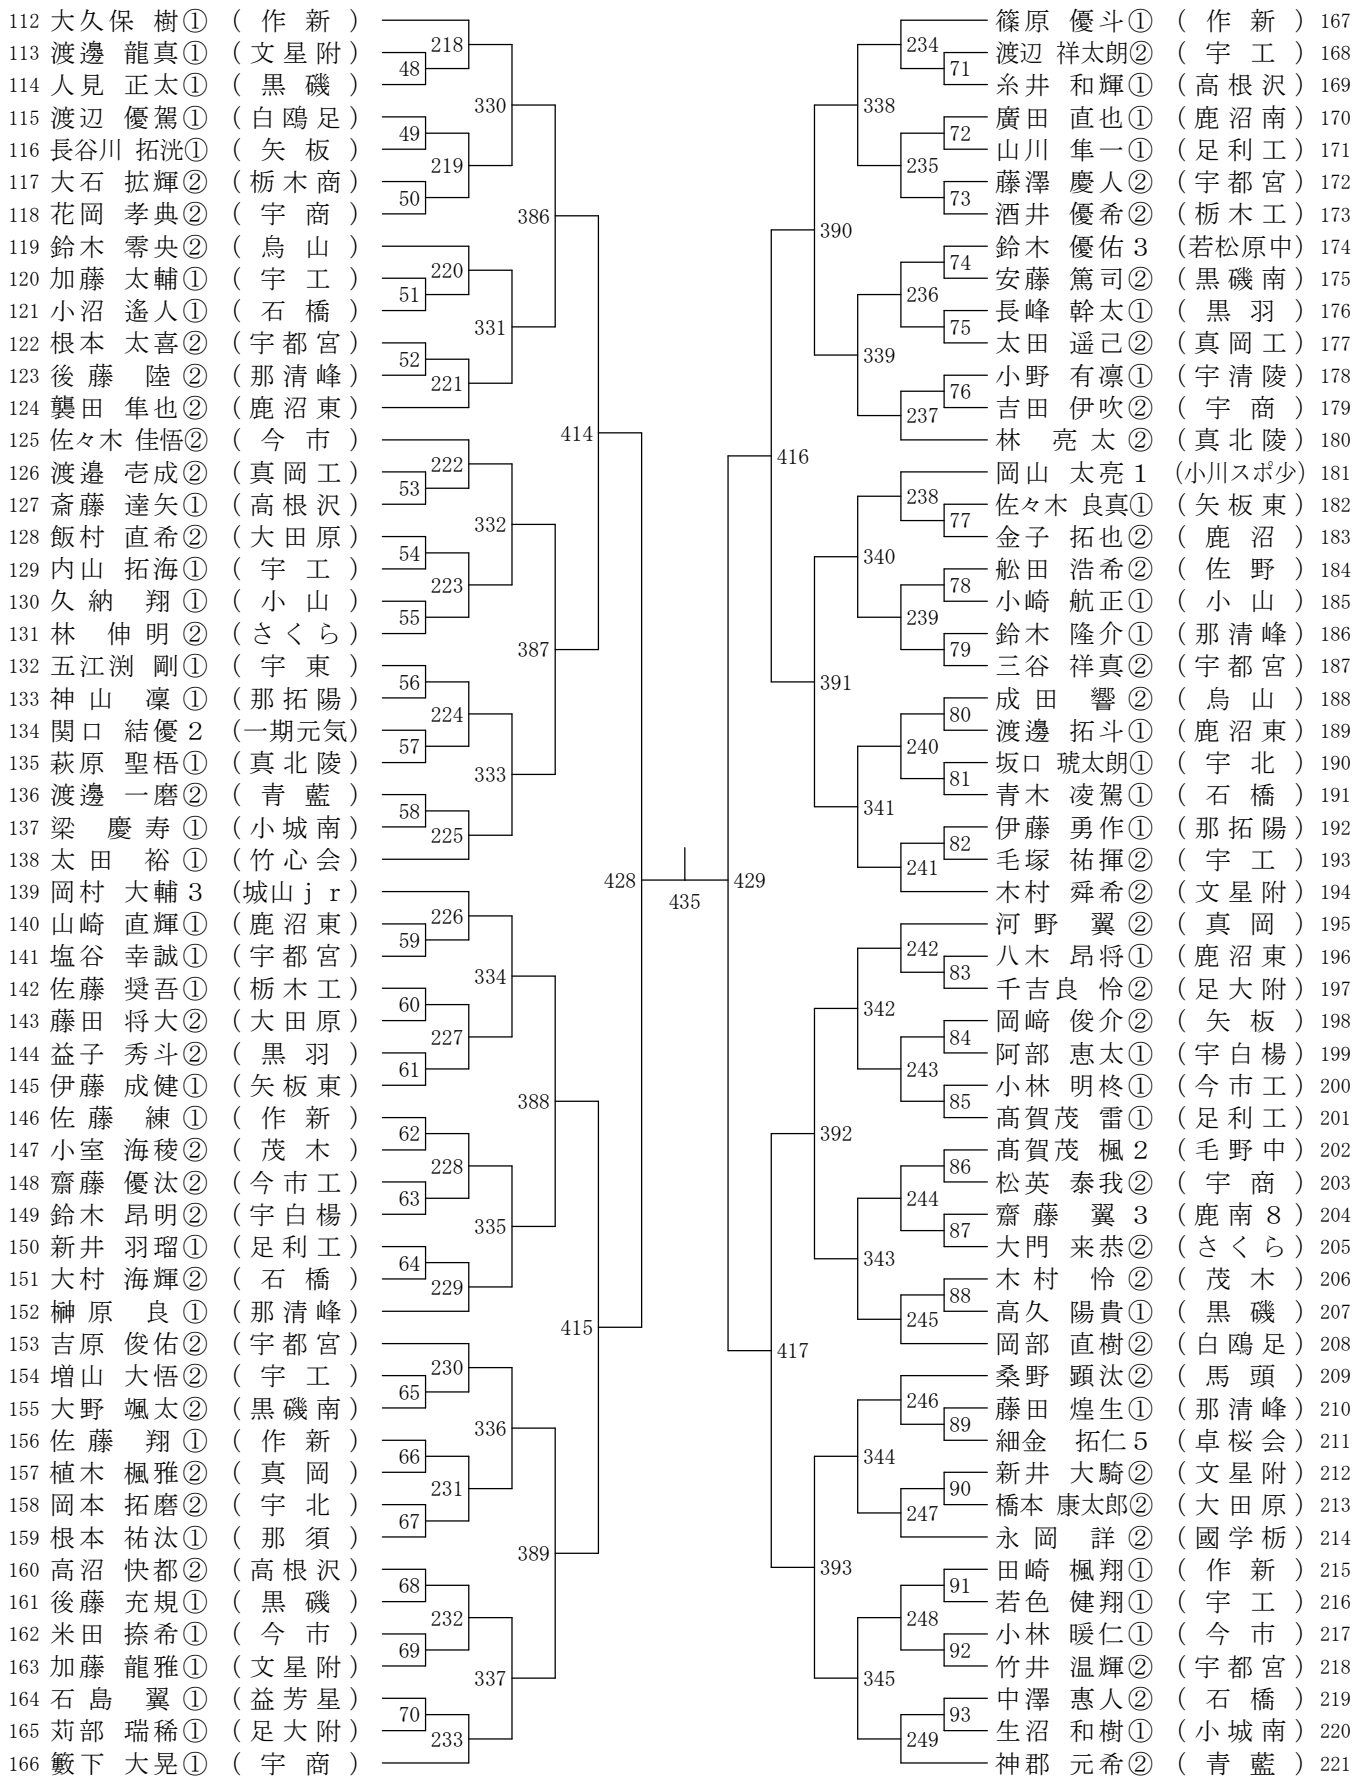 112 大久保 樹① ( 作 新 )
113 渡邉 龍真① ( 文 星 附 )
114 人見 正太① ( 黒 磯 )
115 渡辺 優篤① ( 白 鴎 足 )
116 長谷川 拓洸① ( 矢 板 )
117 大石 拡輝② ( 栃 木 商 )
118 花岡 孝典② ( 宇 商 )
119 鈴木 零央② ( 烏 山 )
120 加藤 太輔① ( 宇 工 )
121 小沼 遙人① ( 石 橋 )
122 根本 太喜② ( 宇 都 宮 )
123 後 藤 陸 ② ( 那 清 峰 )
124 襲田 隼也② ( 鹿 沼 東 )
125 佐々木 佳悟② ( 今 市 )
126 渡邉 壱成② ( 真 岡 工 )
127 斎藤 達矢① ( 高 根 沢 )
128 飯村 直希② ( 大 田 原 )
129 内山 拓海① ( 宇 工 )
130 久 納 翔 ① ( 小 山 )
131 林 伸 明 ② ( さ く ら )
132 五江渕 剛① ( 宇 東 )
133 神 山 凜 ① ( 那 拓 陽 )
134 関口 結優2 (一期元気)
135 萩原 聖梧① ( 真 北 陵 )
136 渡邊 一磨② ( 青 藍 )
137 梁 慶 寿 ① ( 小 城 南 )
138 太 田 裕 ① ( 竹 心 会 )
139 岡村 大輔3 (城山jr)
140 山崎 直輝① ( 鹿 沼 東 )
141 塩谷 幸誠① ( 宇 都 宮 )
142 佐藤 奨吾① ( 栃 木 工 )
143 藤田 将大② ( 大 田 原 )
144 益子 秀斗② ( 黒 羽 )
145 伊藤 成健① ( 矢 板 東 )
146 佐 藤 練 ① ( 作 新 )
147 小室 海稜② ( 茂 木 )
148 齋藤 優汰② ( 今 市 工 )
149 鈴木 昂明② ( 宇 白 楊 )
150 新井 羽瑠① ( 足 利 工 )
151 大村 海輝② ( 石 橋 )
152 榊 原 良 ① ( 那 清 峰 )
153 吉原 俊佑② ( 宇 都 宮 )
154 増山 大悟② ( 宇 工 )
155 大野 颯太② ( 黒 磯 南 )
156 佐 藤 翔 ① ( 作 新 )
157 植木 楓雅② ( 真 岡 )
158 岡本 拓磨② ( 宇 北 )
159 根本 祐汰① ( 那 須 )
160 高沼 快都② ( 高 根 沢 )
161 後藤 充規① ( 黒 磯 )
162 米田 捺希① ( 今 市 )
163 加藤 龍雅① ( 文 星 附 )
164 石 島 翼 ① ( 益 芳 星 )
165 苅部 瑞稀① ( 足 大 附 )
166 籔下 大晃① ( 宇 商 )
48
49
50
51
52
53
54
55
56
57
58
59
60
61
62
63
64
65
66
67
68
69
70
218
219
220
221
222
223
224
225
226
227
228
229
230
231
232
233
330
331
332
333
334
335
336
337
386
387
388
389
414
415
428
435
429
416
417
390
391
392
393
338
339
340
341
342
343
344
345
234
235
236
237
238
239
240
241
242
243
244
245
246
247
248
249
71
72
73
74
75
76
77
78
79
80
81
82
83
84
85
86
87
88
89
90
91
92
93
篠原 優斗① ( 作 新 ) 167
渡辺 祥太朗② ( 宇 工 ) 168
糸井 和輝① ( 高 根 沢 ) 169
廣田 直也① ( 鹿 沼 南 ) 170
山川 隼一① ( 足 利 工 ) 171
藤澤 慶人② ( 宇 都 宮 ) 172
酒井 優希② ( 栃 木 工 ) 173
鈴木 優佑3 (若松原中) 174
安藤 篤司② ( 黒 磯 南 ) 175
長峰 幹太① ( 黒 羽 ) 176
太田 遥己② ( 真 岡 工 ) 177
小野 有凛① ( 宇 清 陵 ) 178
吉田 伊吹② ( 宇 商 ) 179
林 亮 太 ② ( 真 北 陵 ) 180
岡山 太亮1 (小川スポ少) 181
佐々木 良真① ( 矢 板 東 ) 182
金子 拓也② ( 鹿 沼 ) 183
舩田 浩希② ( 佐 野 ) 184
小崎 航正① ( 小 山 ) 185
鈴木 隆介① ( 那 清 峰 ) 186
三谷 祥真② ( 宇 都 宮 ) 187
成 田 響 ② ( 烏 山 ) 188
渡邊 拓斗① ( 鹿 沼 東 ) 189
坂口 琥太朗① ( 宇 北 ) 190
青木 凌駕① ( 石 橋 ) 191
伊藤 勇作① ( 那 拓 陽 ) 192
毛塚 祐揮② ( 宇 工 ) 193
木村 舜希② ( 文 星 附 ) 194
河 野 翼 ② ( 真 岡 ) 195
八木 昂将① ( 鹿 沼 東 ) 196
千吉良 怜② ( 足 大 附 ) 197
岡﨑 俊介② ( 矢 板 ) 198
阿部 恵太① ( 宇 白 楊 ) 199
小林 明柊① ( 今 市 工 ) 200
髙賀茂 雷① ( 足 利 工 ) 201
髙賀茂 楓2 ( 毛 野 中 ) 202
松英 泰我② ( 宇 商 ) 203
齋 藤 翼 3 ( 鹿 南 8 ) 204
大門 来恭② ( さ く ら ) 205
木 村 怜 ② ( 茂 木 ) 206
高久 陽貴① ( 黒 磯 ) 207
岡部 直樹② ( 白 鴎 足 ) 208
桑野 顕汰② ( 馬 頭 ) 209
藤田 煌生① ( 那 清 峰 ) 210
細金 拓仁5 ( 卓 桜 会 ) 211
新井 大騎② ( 文 星 附 ) 212
橋本 康太郎② ( 大 田 原 ) 213
永 岡 詳 ② ( 國 学 栃 ) 214
田崎 楓翔① ( 作 新 ) 215
若色 健翔① ( 宇 工 ) 216
小林 暖仁① ( 今 市 ) 217
竹井 温輝② ( 宇 都 宮 ) 218
中澤 惠人② ( 石 橋 ) 219
生沼 和樹① ( 小 城 南 ) 220
神郡 元希② ( 青 藍 ) 221